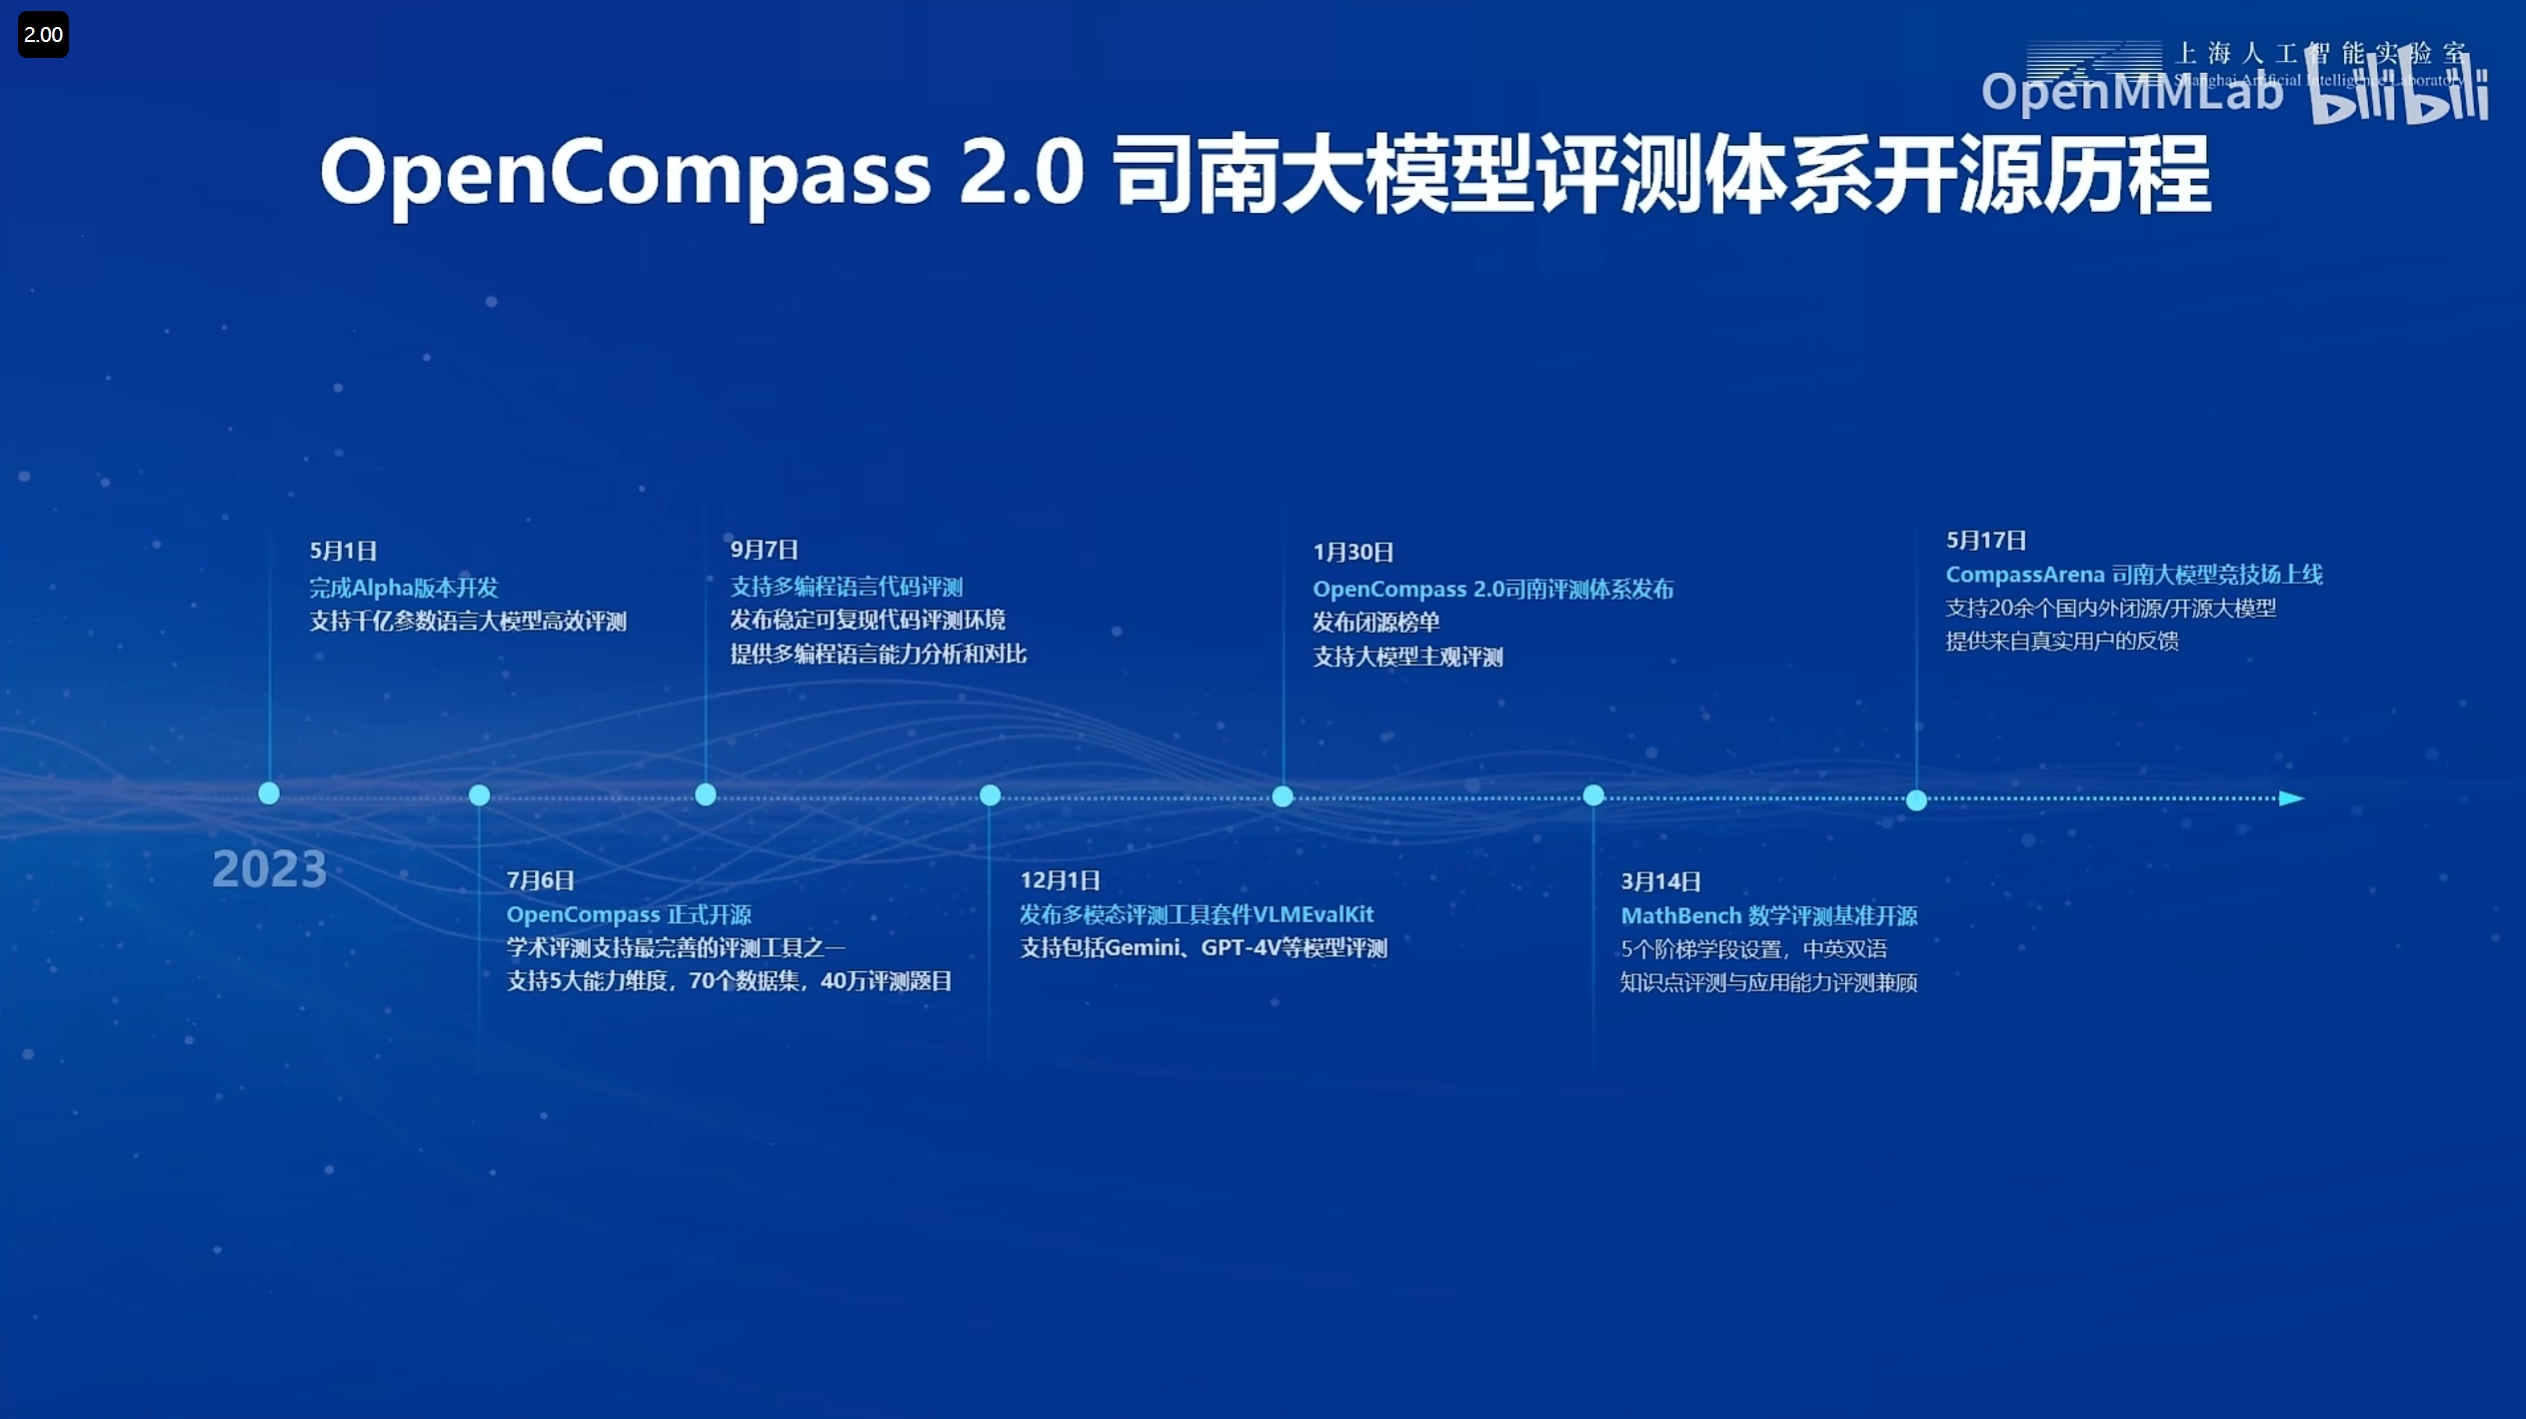 2.00
上海人工智能实验室
Shanghai Artificial Intelligence Laboratory
OpenMMLab bilibili
OpenCompass 2.0 司南大模型评测体系开源历程
5月1日
完成Alpha版本开发
支持千亿参数语言大模型高效评测
9月7日
支持多编程语言代码评测
发布稳定可复现代码评测环境
提供多编程语言能力分析和对比
1月30日
OpenCompass 2.0司南评测体系发布
发布闭源榜单
支持大模型主观评测
5月17日
CompassArena 司南大模型竞技场上线
支持20余个国内外闭源/开源大模型
提供来自真实用户的反馈
2023
7月6日
OpenCompass 正式开源
学术评测支持最完善的评测工具之一
支持5大能力维度，70个数据集，40万评测题目
12月1日
发布多模态评测工具套件VLMEvalKit
支持包括Gemini、GPT-4V等模型评测
3月14日
MathBench 数学评测基准开源
5个阶梯学段设置，中英双语
知识点评测与应用能力评测兼顾